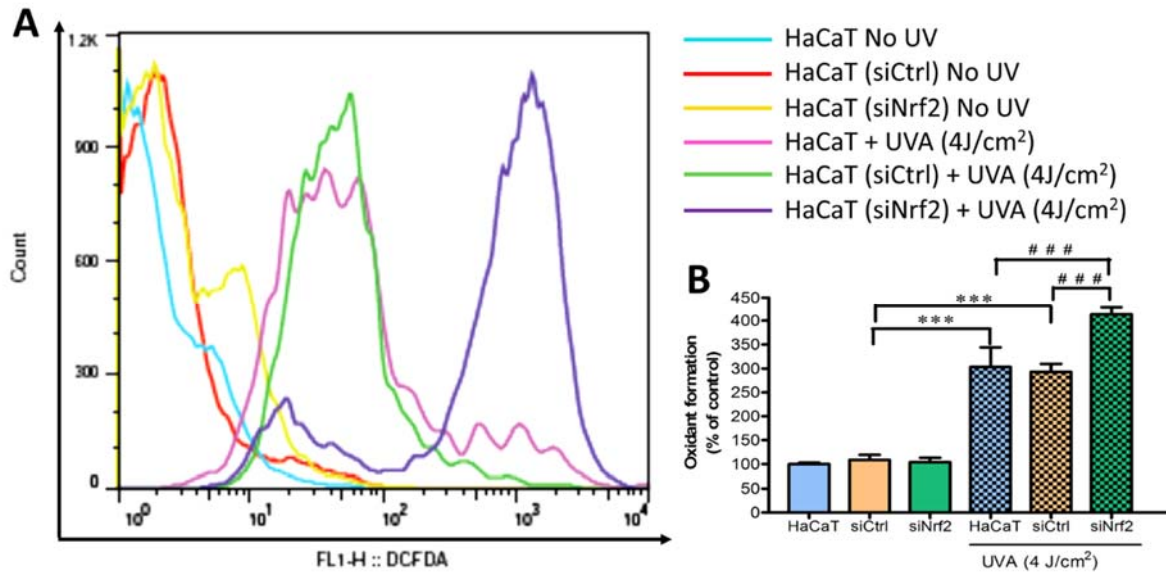 A
1.2K
900
600
300
0
Count
10^0 10^1 10^2 10^3 10^4
FL1-H :: DCFDA
HaCaT No UV
HaCaT (siCtrl) No UV
HaCaT (siNrf2) No UV
HaCaT + UVA (4J/cm²)
HaCaT (siCtrl) + UVA (4J/cm²)
HaCaT (siNrf2) + UVA (4J/cm²)
B
# # #
# # #
***
***
450
400
350
300
250
200
150
100
50
0
Oxidant formation
(% of control)
HaCaT siCtrl siNrf2 HaCaT siCtrl siNrf2
UVA (4 J/cm²)